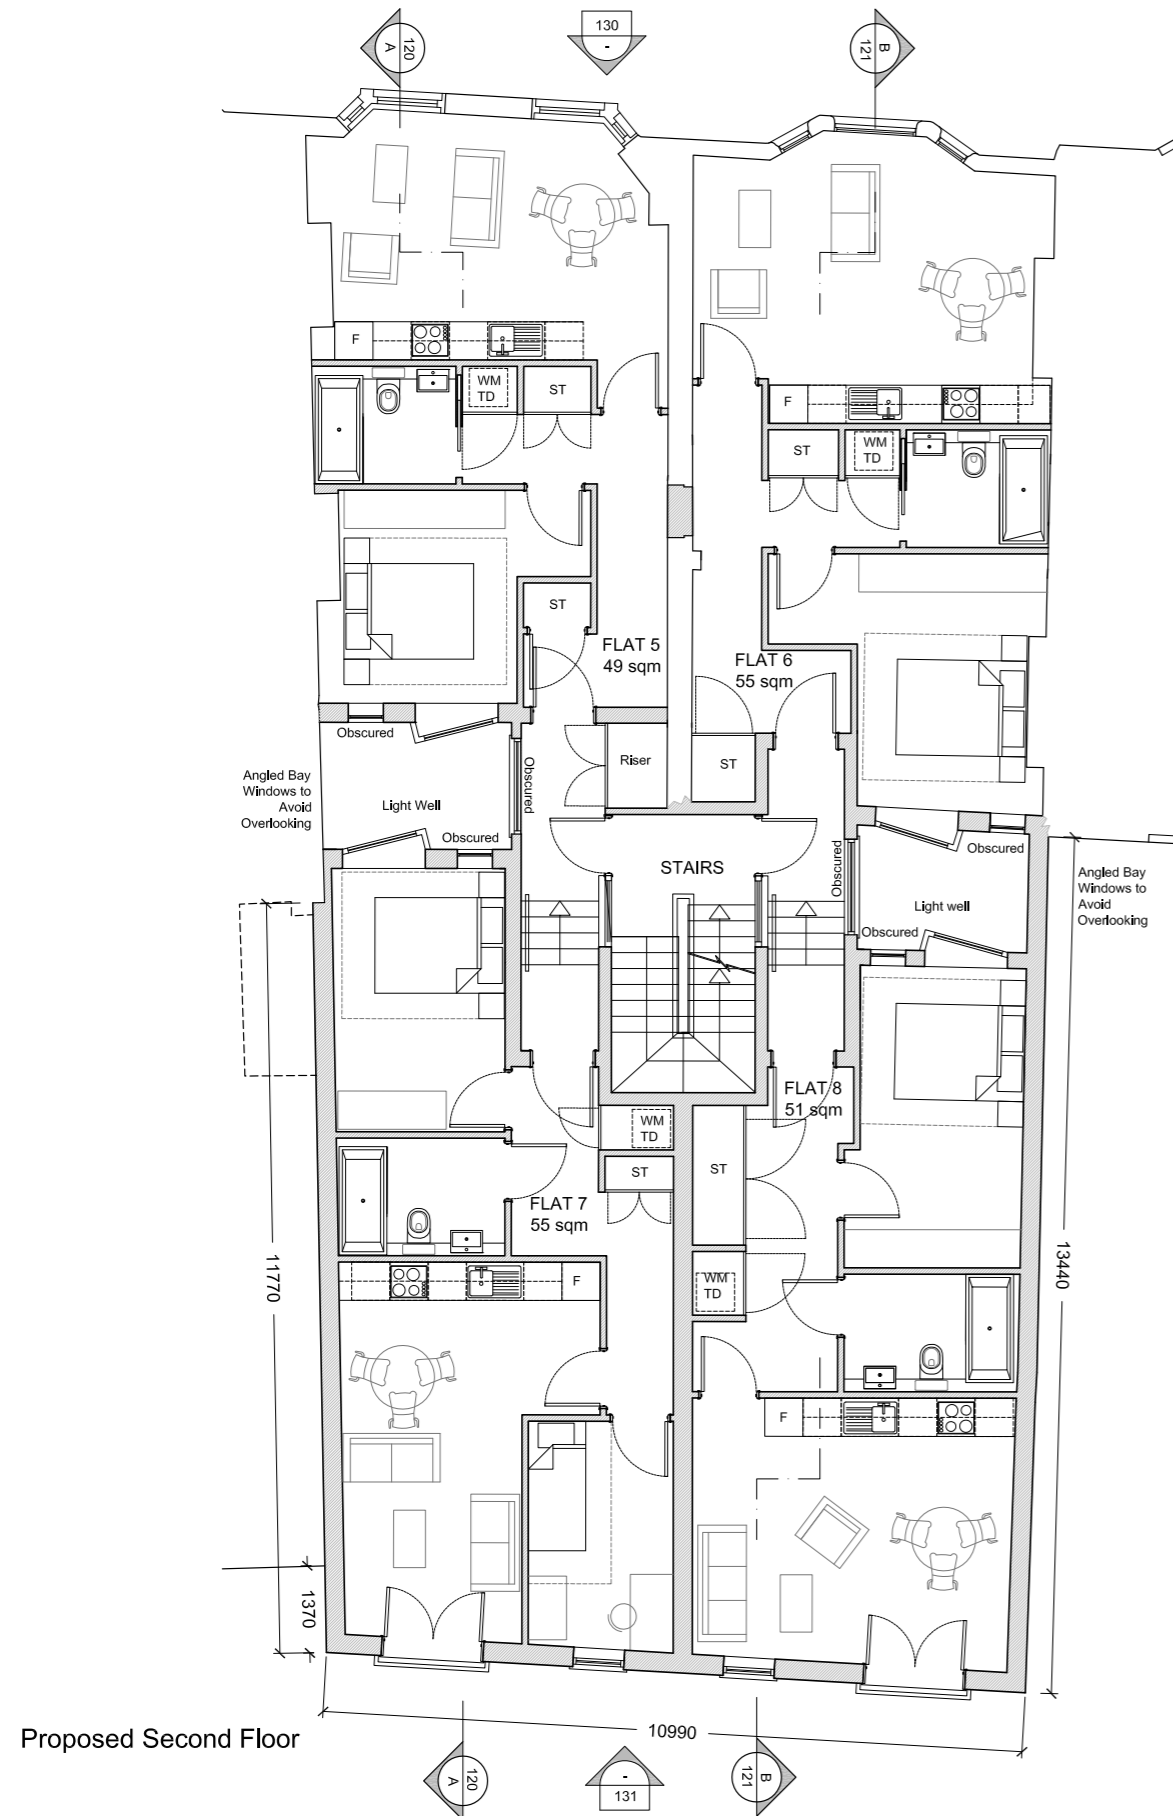 120
A
130
-
B
121
F
WM
TD
ST
F
ST
WM
TD
ST
FLAT 5
49 sqm
FLAT 6
55 sqm
Obscured
Riser
ST
Angled Bay
Windows to
Avoid
Overlooking
Light Well
Obscured
Obscured
STAIRS
Obscured
Obscured
Light well
Obscured
Angled Bay
Windows to
Avoid
Overlooking
FLAT 8
51 sqm
WM
TD
ST
ST
FLAT 7
55 sqm
11770
13440
F
WM
TD
F
1370
10990
Proposed Second Floor
120
A
-
131
B
121